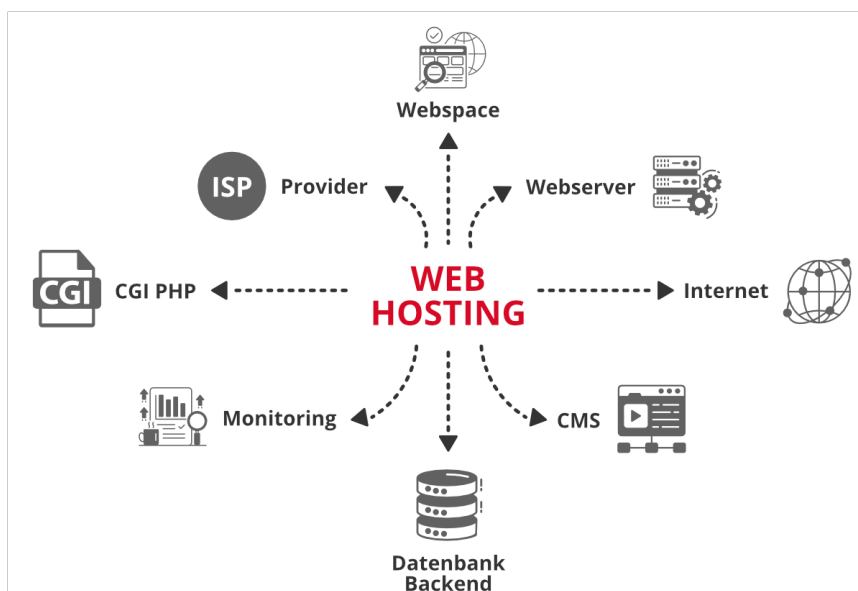 Webspace
ISP
Provider
Webserver
CGI
CGI PHP
WEB
HOSTING
Internet
Monitoring
CMS
Datenbank
Backend